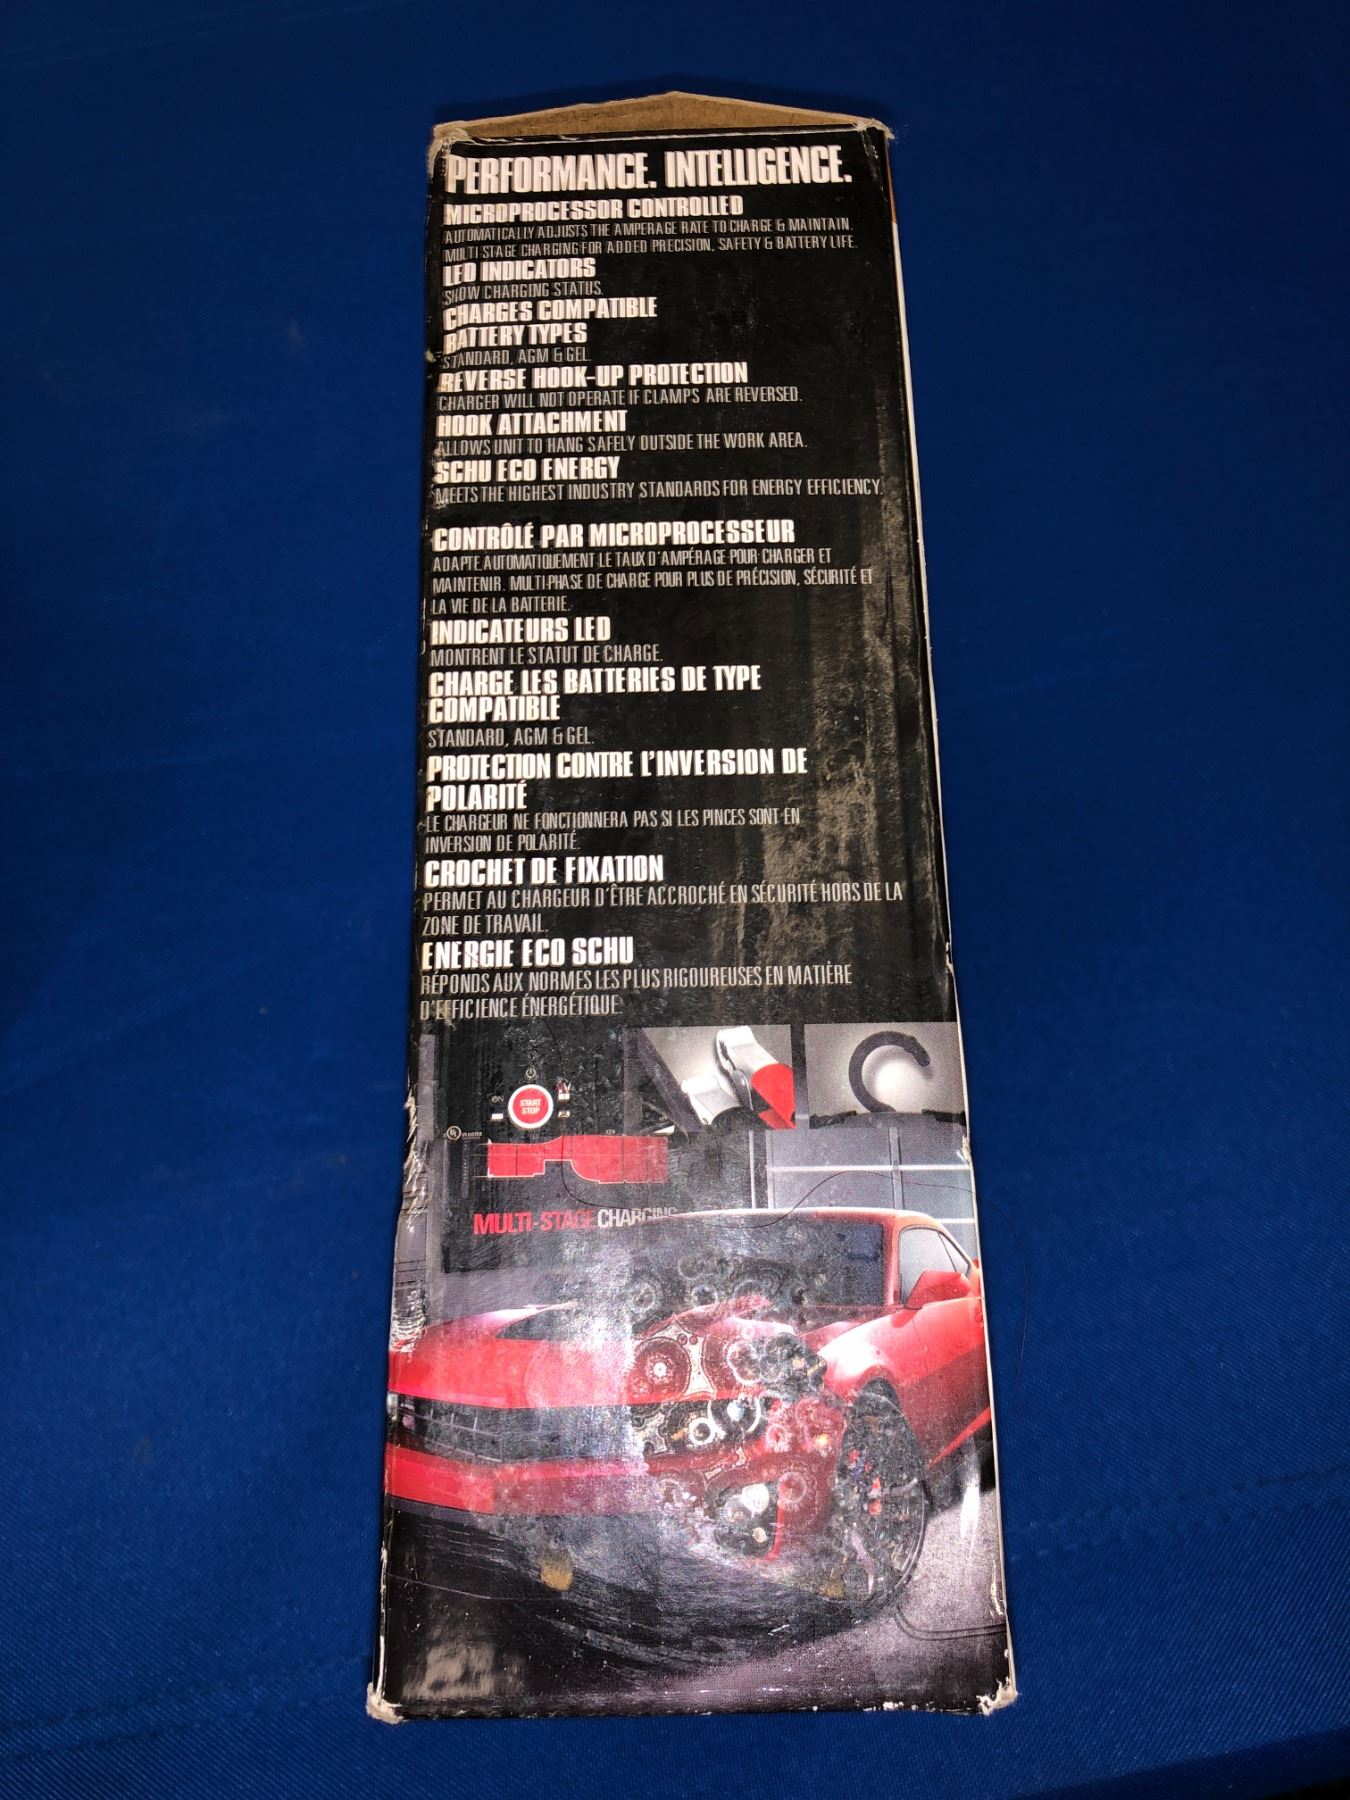 PERFORMANCE. INTELLIGENCE.
MICROPROCESSOR CONTROLLED
AUTOMATICALLY ADJUSTS THE AMPERAGE RATE TO CHARGE & MAINTAIN.
MULTI STAGE CHARGING FOR ADDED PRECISION, SAFETY & BATTERY LIFE.
LED INDICATORS
SHOW CHARGING STATUS.
CHARGES COMPATIBLE
BATTERY TYPES
STANDARD, AGM & GEL.
REVERSE HOOK-UP PROTECTION
CHARGER WILL NOT OPERATE IF CLAMPS ARE REVERSED.
HOOK ATTACHMENT
ALLOWS UNIT TO HANG SAFELY OUTSIDE THE WORK AREA.
SCHU ECO ENERGY
MEETS THE HIGHEST INDUSTRY STANDARDS FOR ENERGY EFFICIENCY.
CONTRÔLÉ PAR MICROPROCESSEUR
ADAPTE AUTOMATIQUEMENT LE TAUX D'AMPÉRAGE POUR CHARGER ET
MAINTENIR. MULTI-PHASE DE CHARGE POUR PLUS DE PRÉCISION, SÉCURITÉ ET
LA VIE DE LA BATTERIE.
INDICATEURS LED
MONTRENT LE STATUT DE CHARGE.
CHARGE LES BATTERIES DE TYPE
COMPATIBLE
STANDARD, AGM & GEL.
PROTECTION CONTRE L'INVERSION DE
POLARITÉ
LE CHARGEUR NE FONCTIONNERA PAS SI LES PINCES SONT EN
INVERSION DE POLARITÉ.
CROCHET DE FIXATION
PERMET AU CHARGEUR D'ÊTRE ACCROCHÉ EN SÉCURITÉ HORS DE LA
ZONE DE TRAVAIL.
ENERGIE ECO SCHU
RÉPONDS AUX NORMES LES PLUS RIGOUREUSES EN MATIÈRE
D'EFFICIENCE ÉNERGÉTIQUE.
ON
START
STOP
UL
12V
MULTI-STAGE CHARGING